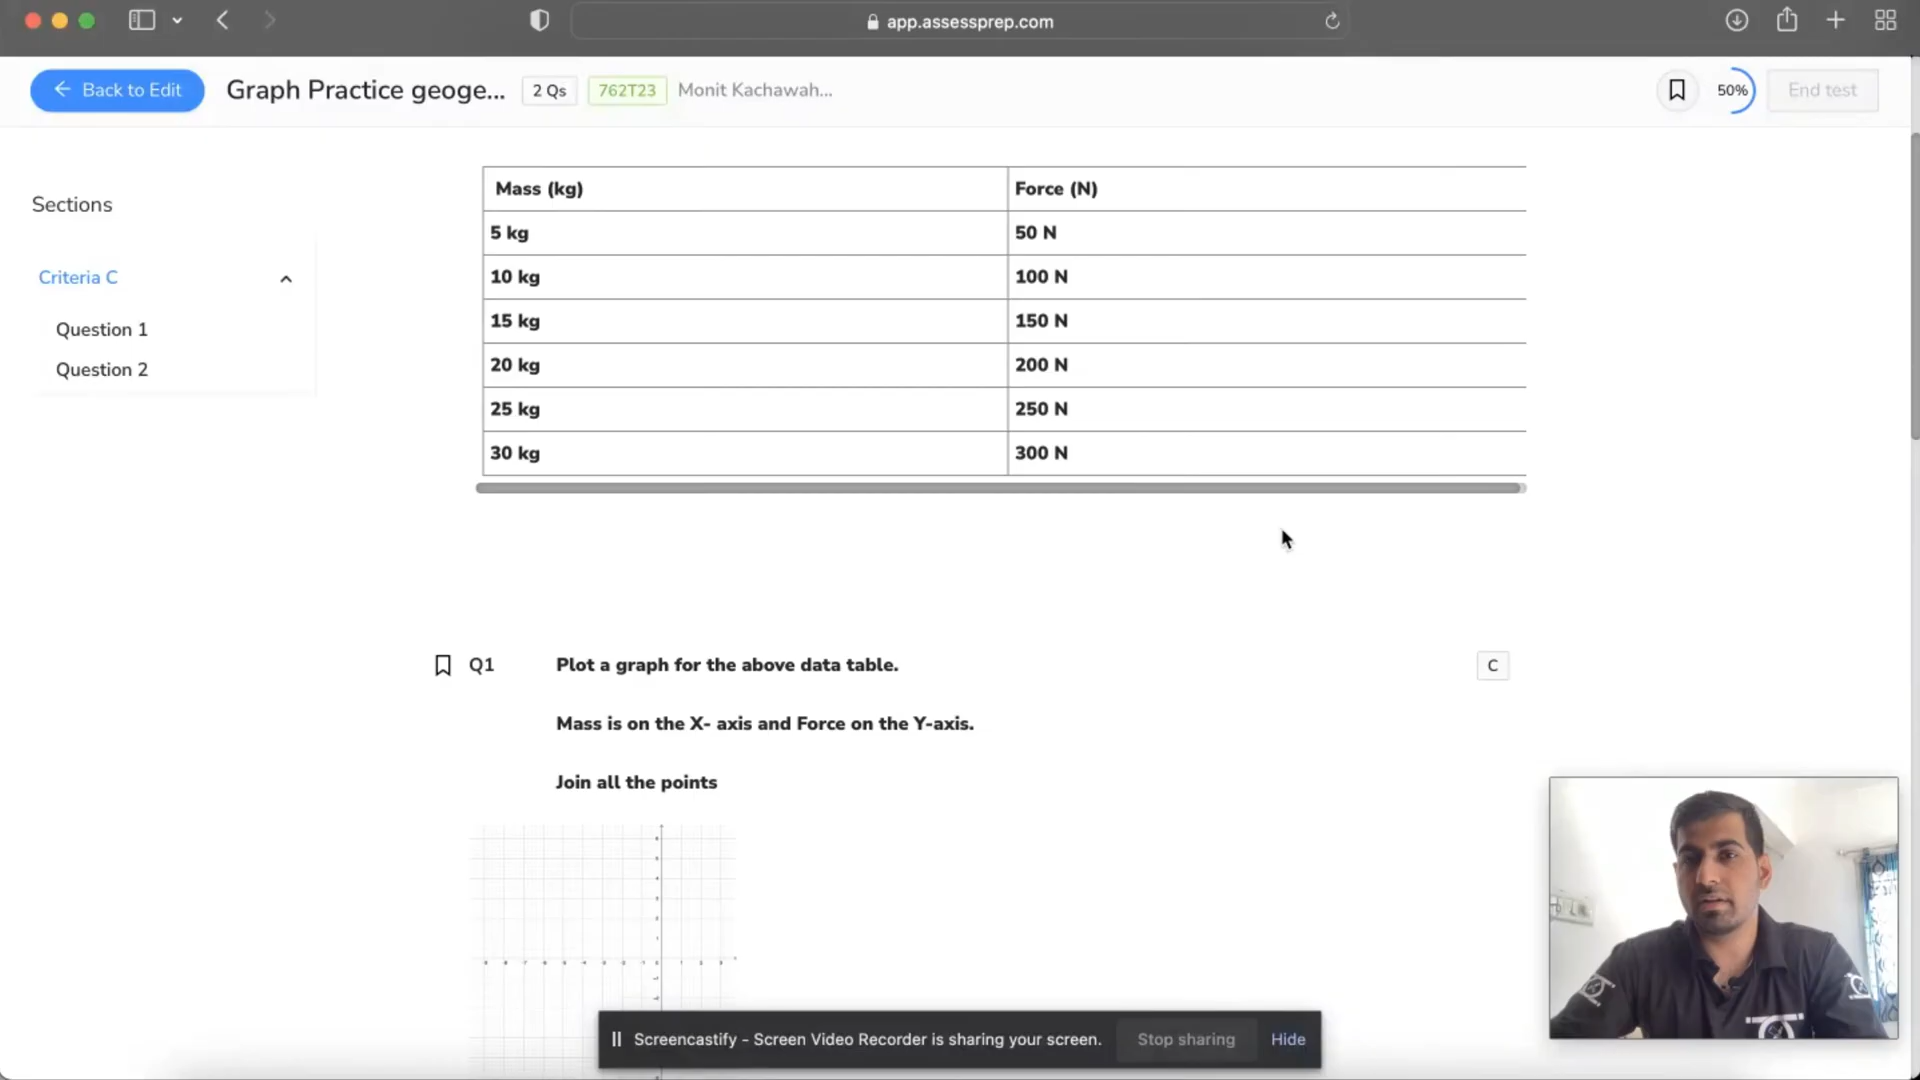 app.assessprep.com
Back to Edit
Graph Practice geoge...
2 Qs
762T23
Monit Kachawah...
50%
End test
Sections
Criteria C
Question 1
Question 2
Mass (kg) Force (N)
5 kg 50 N
10 kg 100 N
15 kg 150 N
20 kg 200 N
25 kg 250 N
30 kg 300 N
Q1 Plot a graph for the above data table. C
Mass is on the X- axis and Force on the Y-axis.
Join all the points
Screencastify - Screen Video Recorder is sharing your screen. Stop sharing Hide